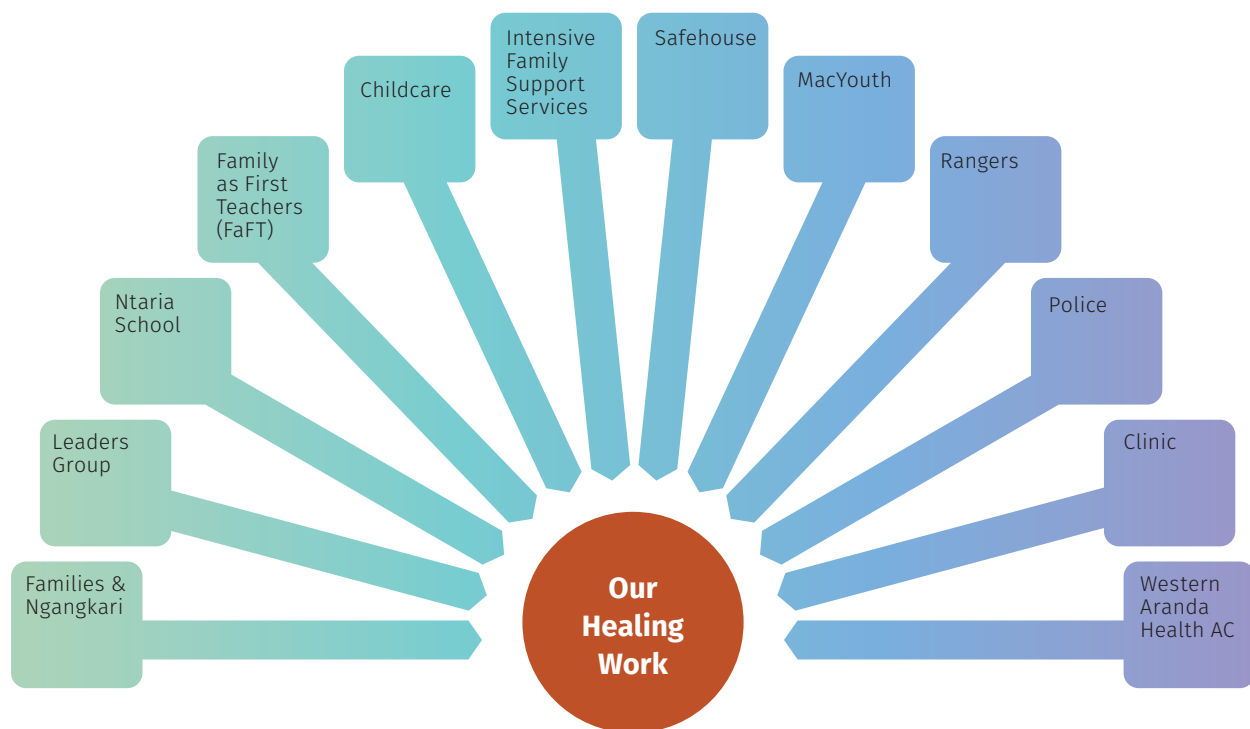 Families &
Ngangkari
Leaders
Group
Ntaria
School
Family
as First
Teachers
(FaFT)
Childcare
Intensive
Family
Support
Services
Safehouse
MacYouth
Rangers
Police
Clinic
Western
Aranda
Health AC
Our
Healing
Work